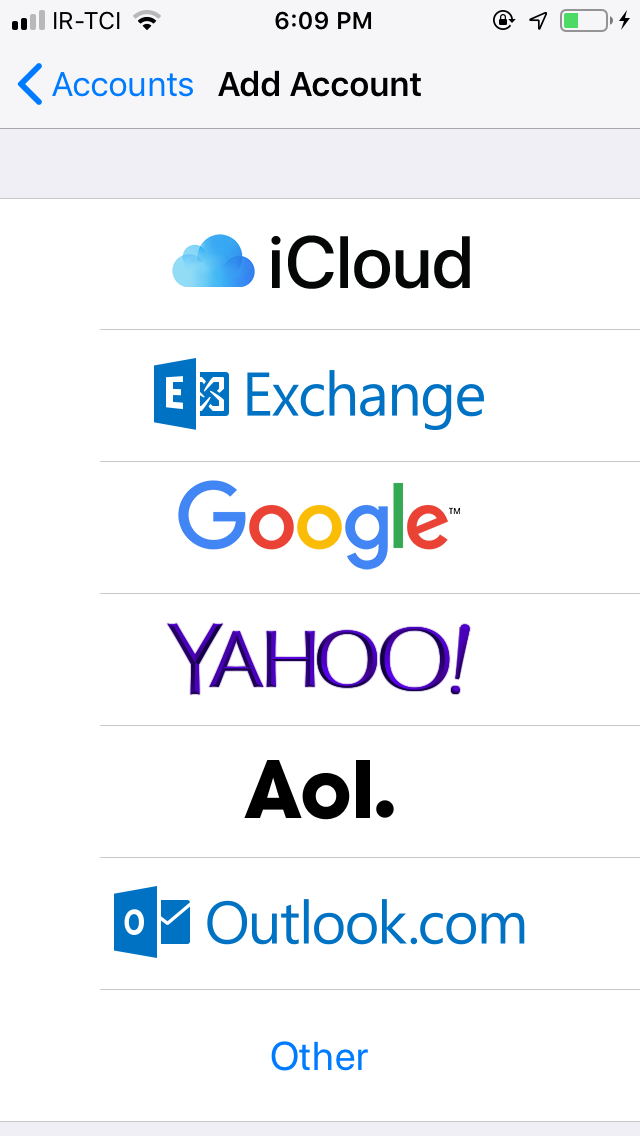 IR-TCI 6:09 PM
Accounts Add Account
iCloud
E Exchange
Google™
YAHOO!
Aol.
O Outlook.com
Other